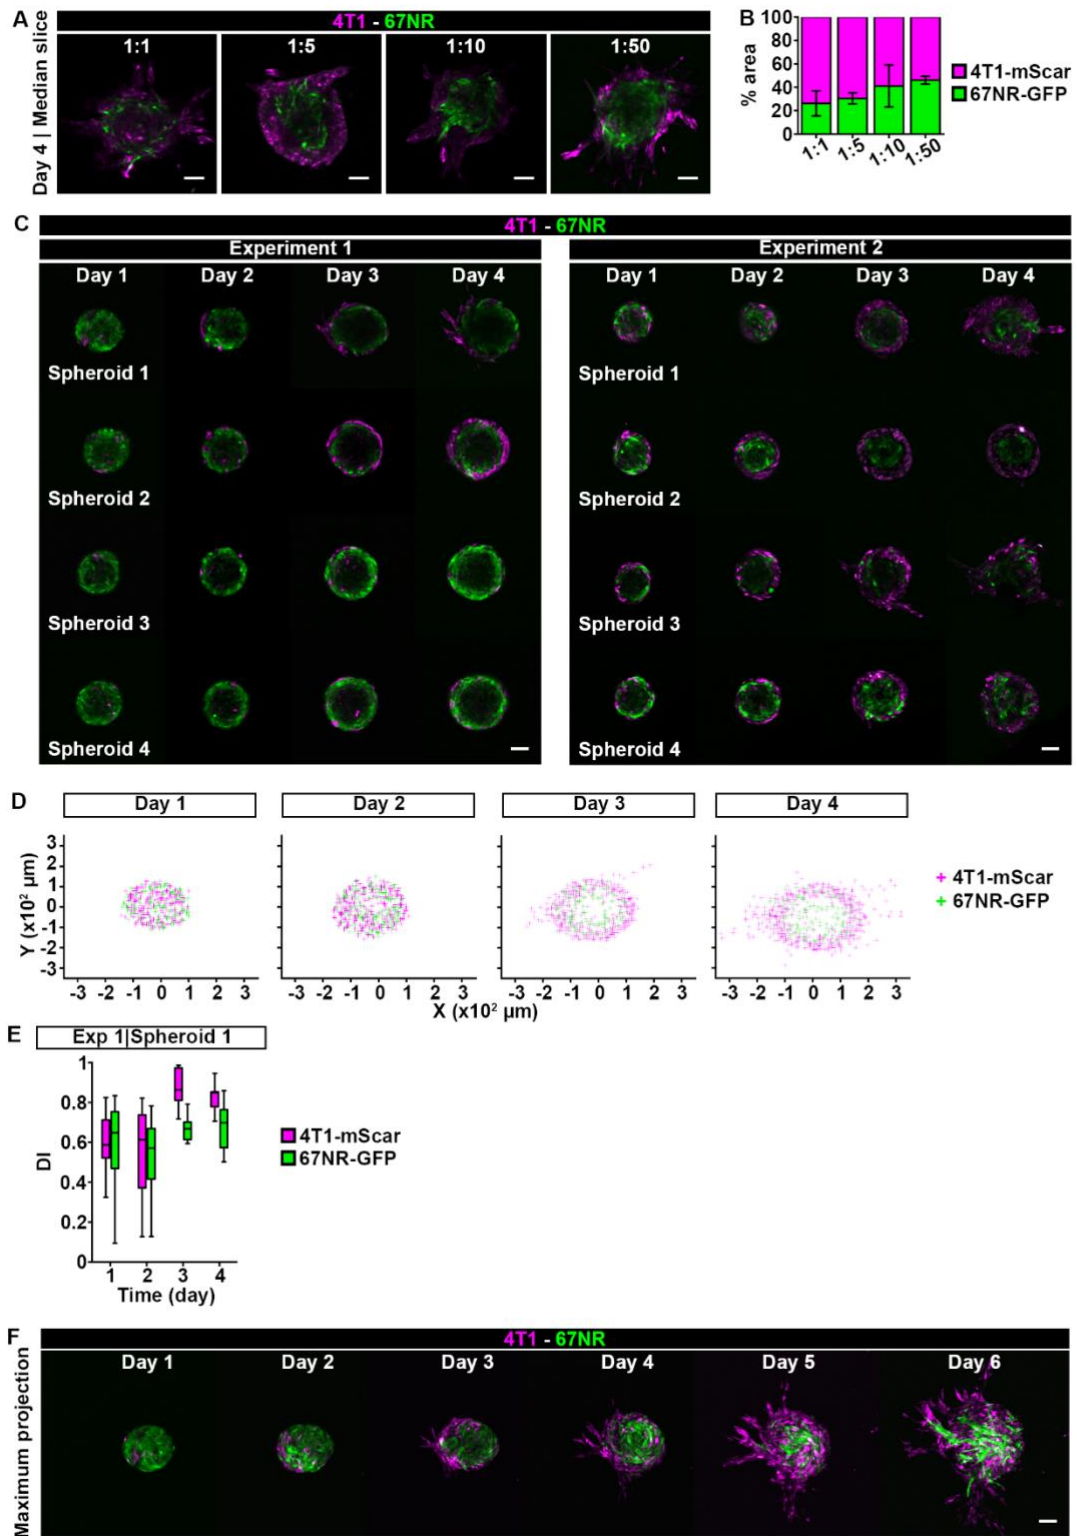 A
4T1 - 67NR
Day 4 | Median slice
1:1 1:5 1:10 1:50
B
% area
100
80
60
40
20
0
1:1 1:5 1:10 1:50
4T1-mScar
67NR-GFP
C
4T1 - 67NR
Experiment 1 Experiment 2
Day 1 Day 2 Day 3 Day 4 Day 1 Day 2 Day 3 Day 4
Spheroid 1 Spheroid 1
Spheroid 2 Spheroid 2
Spheroid 3 Spheroid 3
Spheroid 4 Spheroid 4
D
Day 1 Day 2 Day 3 Day 4
Y (x10² µm)
3
2
1
0
-1
-2
-3
-3 -2 -1 0 1 2 3 -3 -2 -1 0 1 2 3 -3 -2 -1 0 1 2 3 -3 -2 -1 0 1 2 3
X (x10² µm)
4T1-mScar
67NR-GFP
E
Exp 1|Spheroid 1
DI
1
0.8
0.6
0.4
0.2
0
1 2 3 4
Time (day)
4T1-mScar
67NR-GFP
F
4T1 - 67NR
Maximum projection
Day 1 Day 2 Day 3 Day 4 Day 5 Day 6